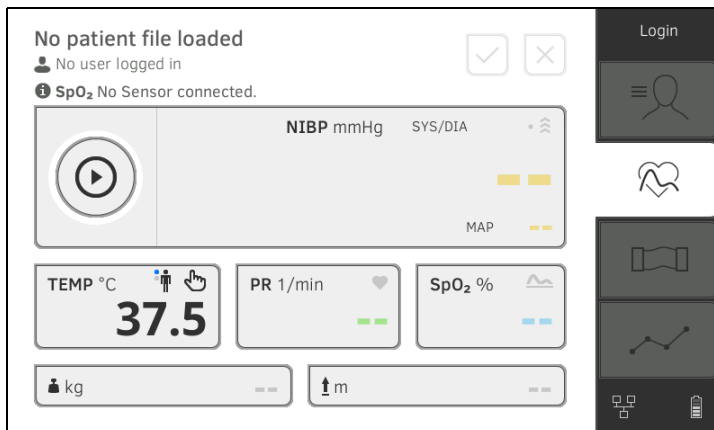 No patient file loaded
No user logged in
SpO₂ No Sensor connected.
NIBP mmHg SYS/DIA
-- --
MAP --
TEMP °C
37.5
PR 1/min
--
SpO₂ %
--
kg --
m --
Login